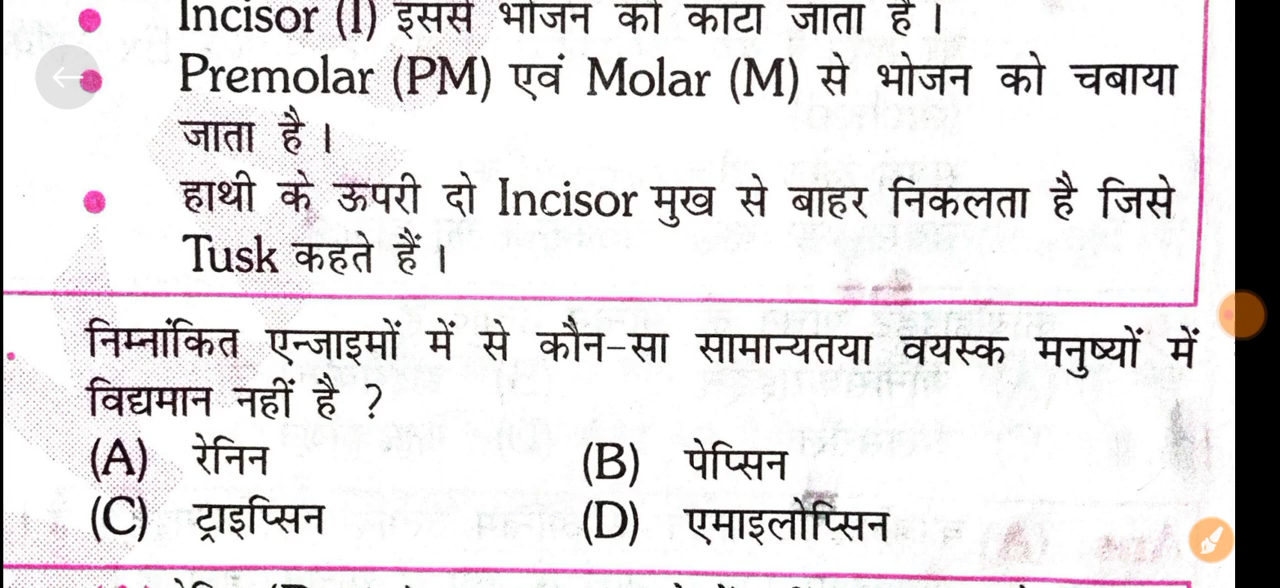 Incisor (I) इससे भोजन को काटा जाता है ।
Premolar (PM) एवं Molar (M) से भोजन को चबाया
जाता है ।
हाथी के ऊपरी दो Incisor मुख से बाहर निकलता है जिसे
Tusk कहते हैं ।
निम्नांकित एन्जाइमों में से कौन-सा सामान्यतया वयस्क मनुष्यों में
विद्यमान नहीं है ?
(A) रेनिन (B) पेप्सिन
(C) ट्राइप्सिन (D) एमाइलोप्सिन